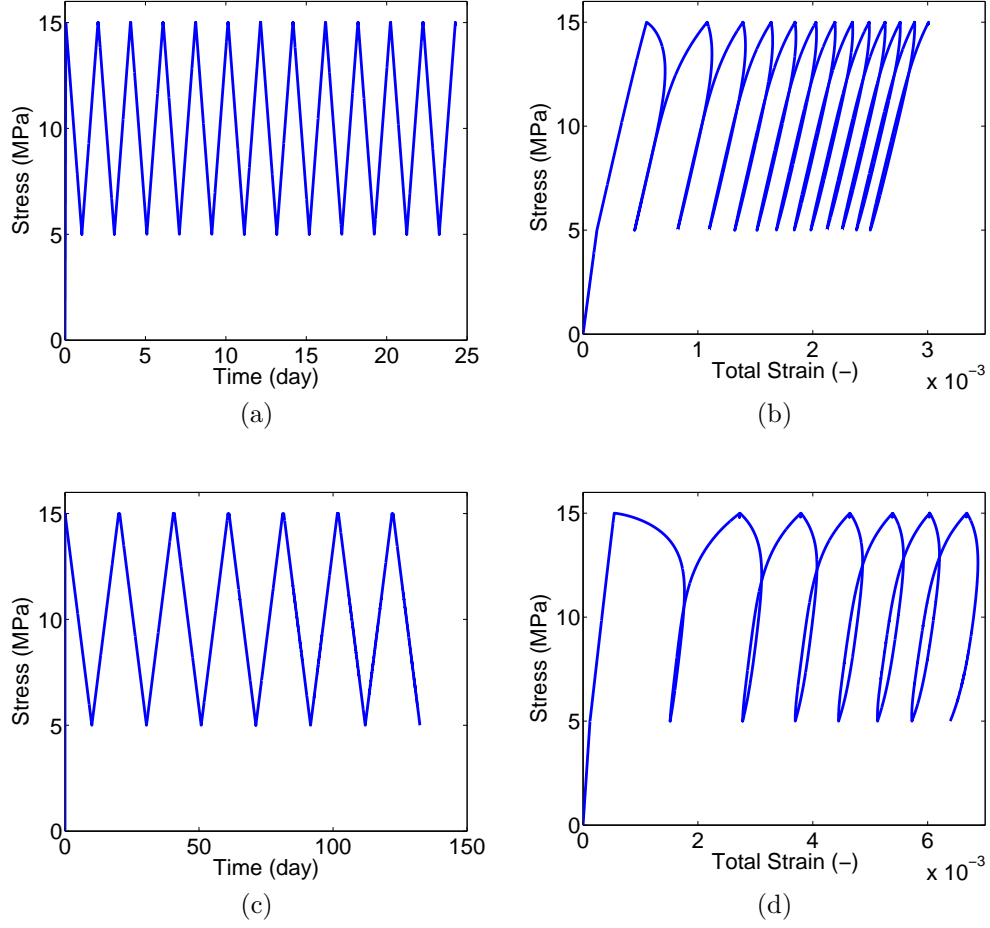 15
10
5
0
Stress (MPa)
0 5 10 15 20 25
Time (day)
(a)
15
10
5
0
Stress (MPa)
0 1 2 3
Total Strain (−)
x 10⁻³
(b)
15
10
5
0
Stress (MPa)
0 50 100 150
Time (day)
(c)
15
10
5
0
Stress (MPa)
0 2 4 6
Total Strain (−)
x 10⁻³
(d)